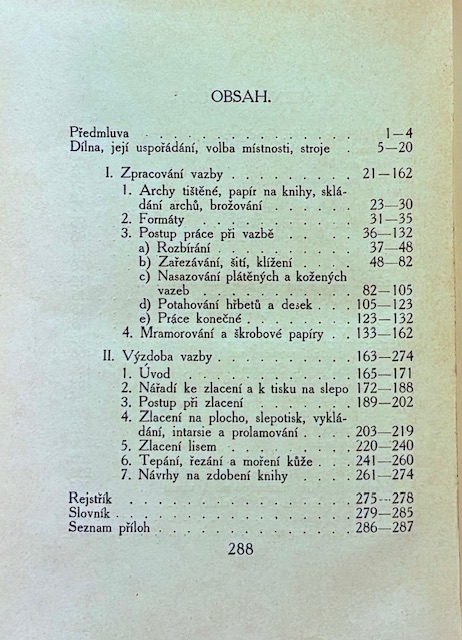 OBSAH.
Předmluva . . . . . . . . . . . . . 1—4
Dílna, její uspořádání, volba místnosti, stroje . 5—20
I. Zpracování vazby . . . . . . . . . 21—162
1. Archy tištěné, papír na knihy, sklá-
dání archů, brožování . . . . . . 23—30
2. Formáty . . . . . . . . . . . . 31—35
3. Postup práce při vazbě . . . . . 36—132
a) Rozbírání . . . . . . . . . . 37—48
b) Zařezávání, šití, klížení . . . . 48—82
c) Nasazování plátěných a kožených
vazeb . . . . . . . . . . . 82—105
d) Potahování hřbetů a desek . . . 105—123
e) Práce konečné . . . . . . . . 123—132
4. Mramorování a škrobové papíry . . 133—162
II. Výzdoba vazby . . . . . . . . . . 163—274
1. Úvod . . . . . . . . . . . . . 165—171
2. Nářadí ke zlacení a k tisku na slepo 172—188
3. Postup při zlacení . . . . . . . 189—202
4. Zlacení na plocho, slepotisk, vyklá-
dání, intarsie a prolamování . . . . 203—219
5. Zlacení lisem . . . . . . . . . 220—240
6. Tepání, řezání a moření kůže . . . 241—260
7. Návrhy na zdobení knihy . . . . 261—274
Rejstřík . . . . . . . . . . . . . . 275—278
Slovník . . . . . . . . . . . . . . 279—285
Seznam příloh . . . . . . . . . . . . 286—287
288